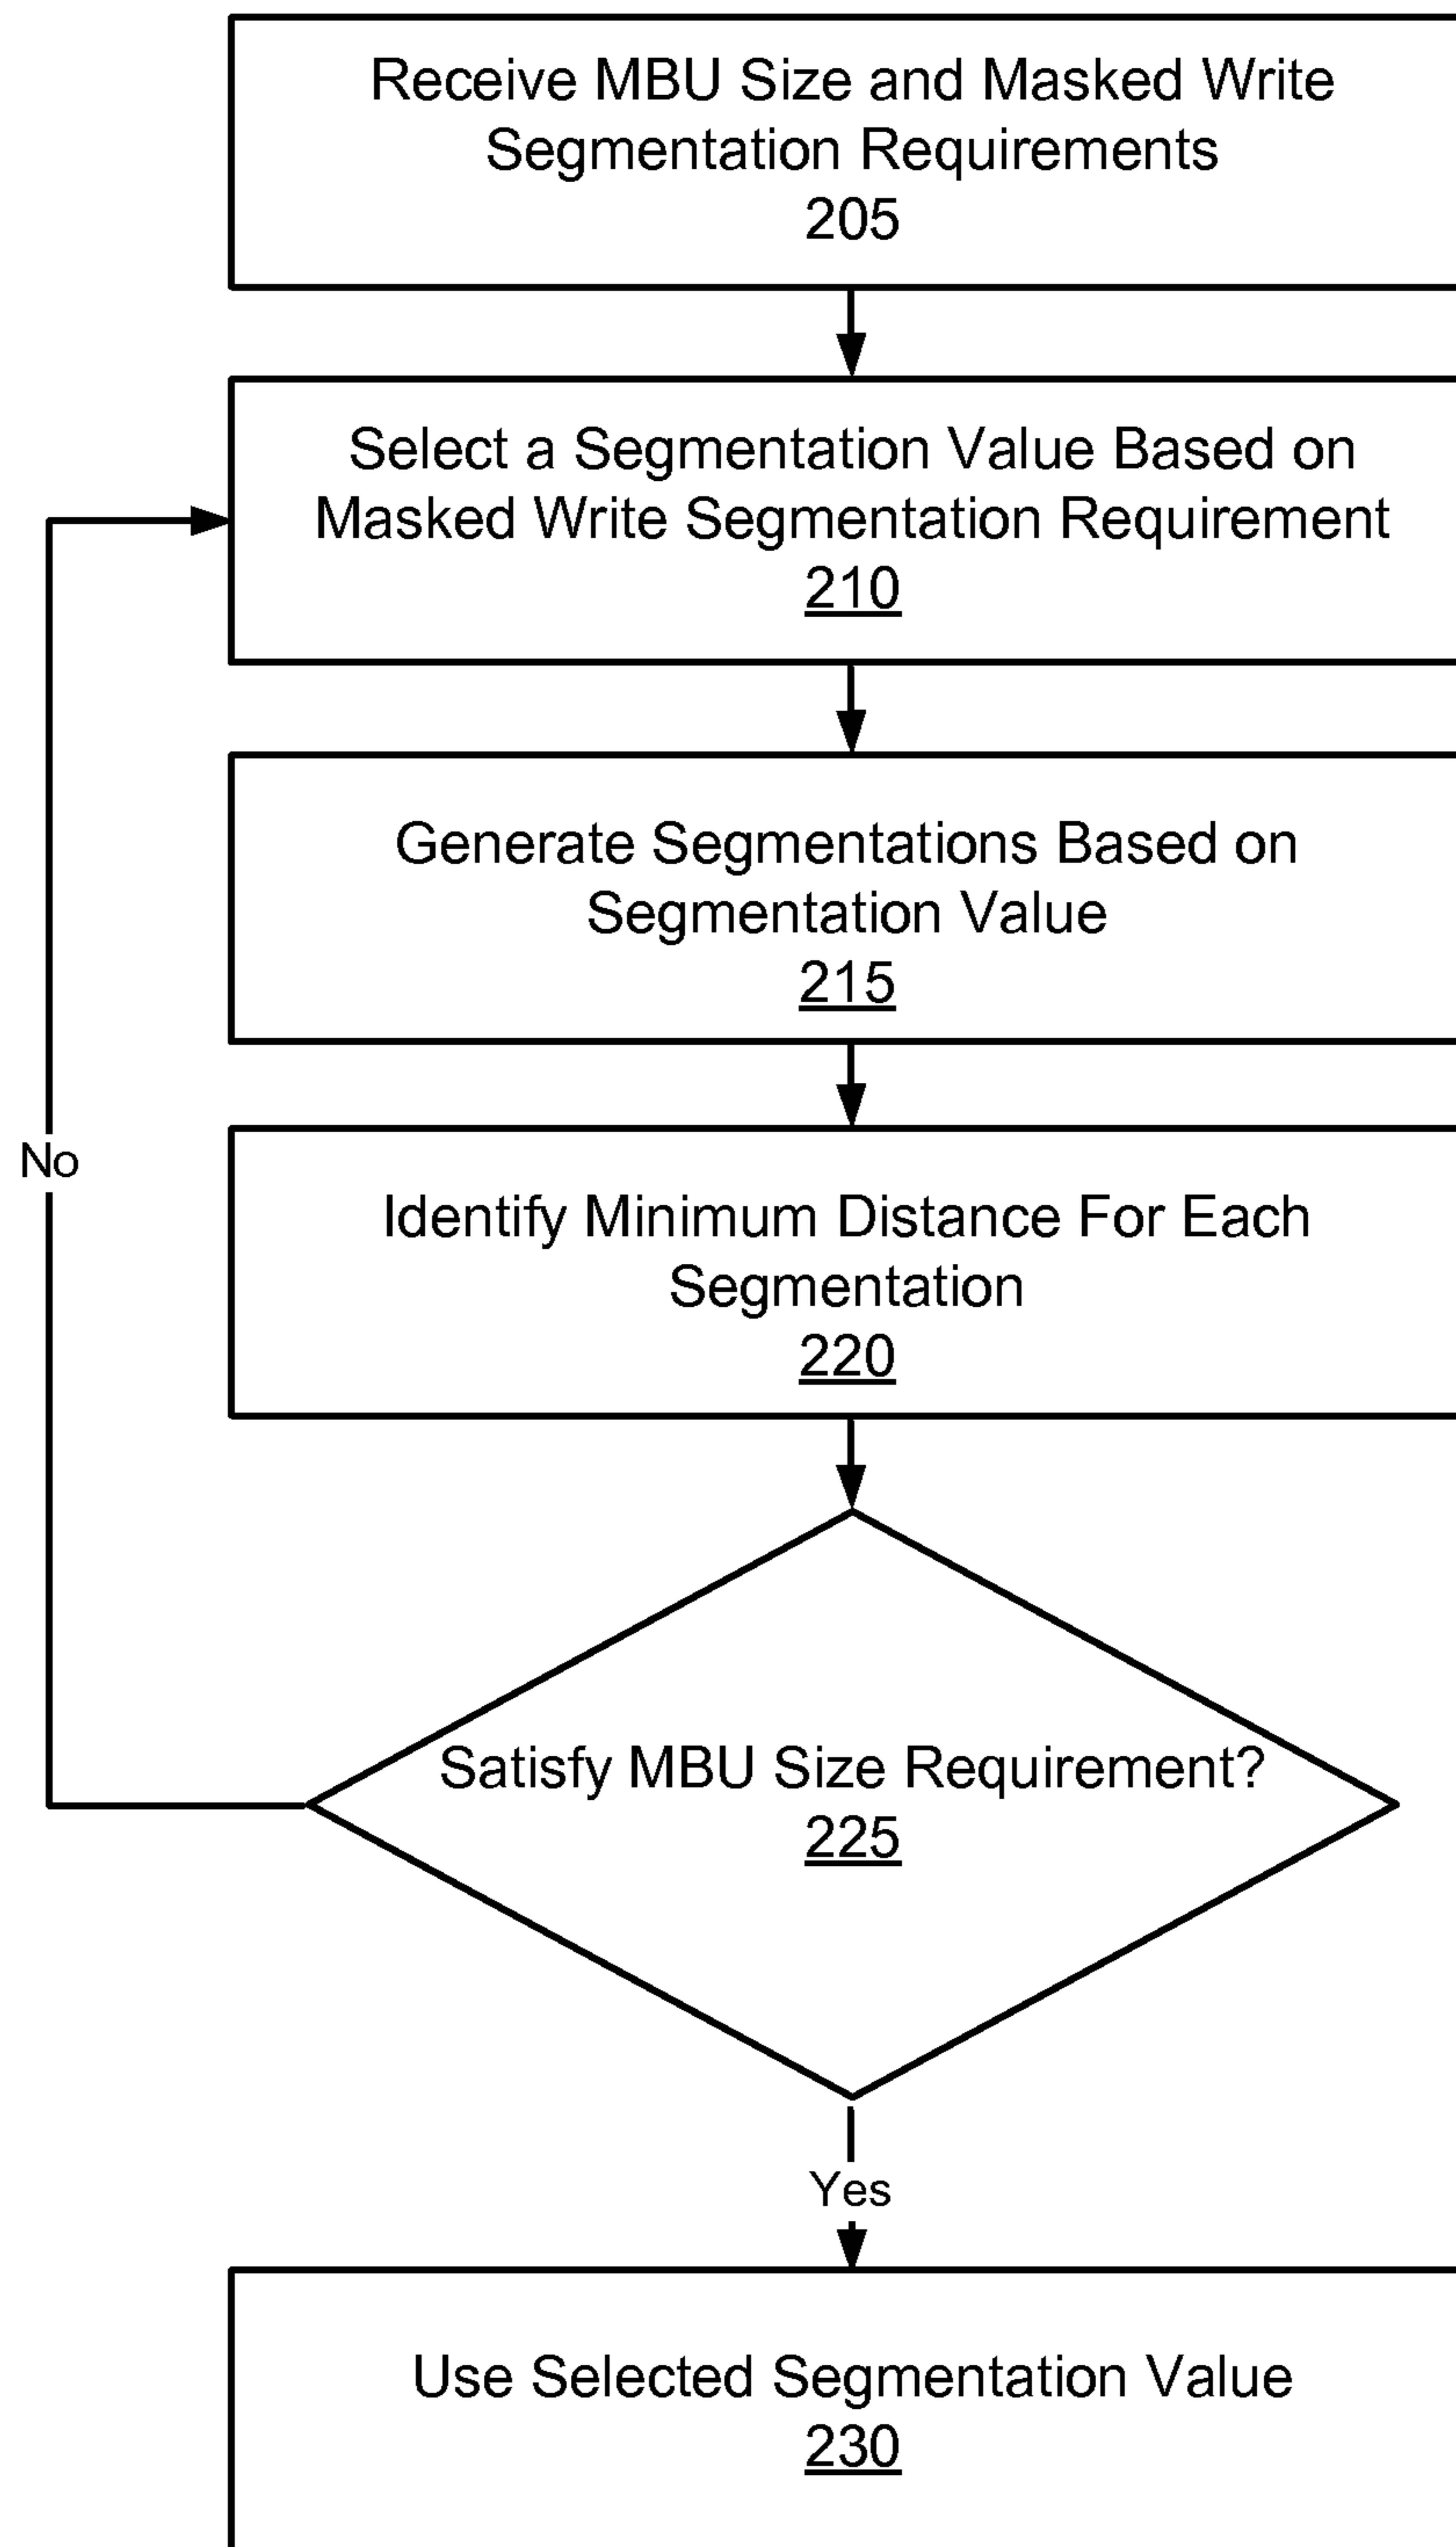 Receive MBU Size and Masked Write
Segmentation Requirements
205
Select a Segmentation Value Based on
Masked Write Segmentation Requirement
210
Generate Segmentations Based on
Segmentation Value
215
No
Identify Minimum Distance For Each
Segmentation
220
Satisfy MBU Size Requirement?
225
Yes
Use Selected Segmentation Value
230